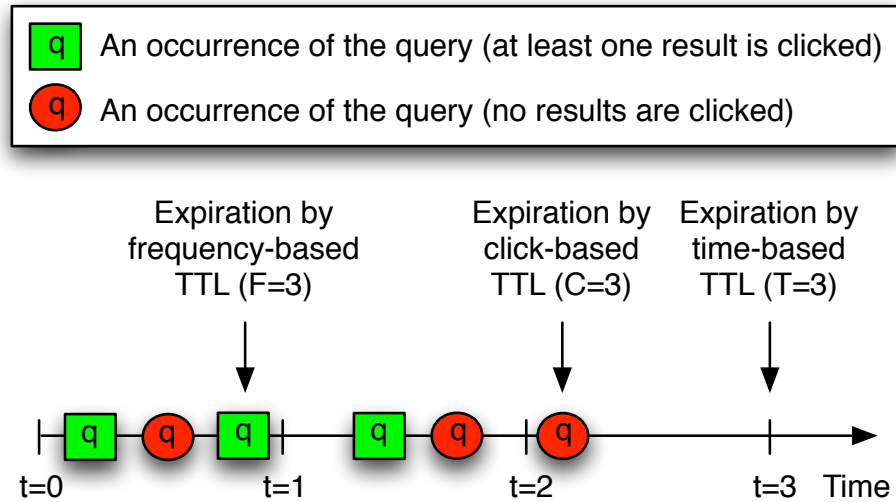 q An occurrence of the query (at least one result is clicked)
q An occurrence of the query (no results are clicked)
Expiration by
frequency-based
TTL (F=3)
Expiration by
click-based
TTL (C=3)
Expiration by
time-based
TTL (T=3)
q q q q q q
t=0 t=1 t=2 t=3 Time